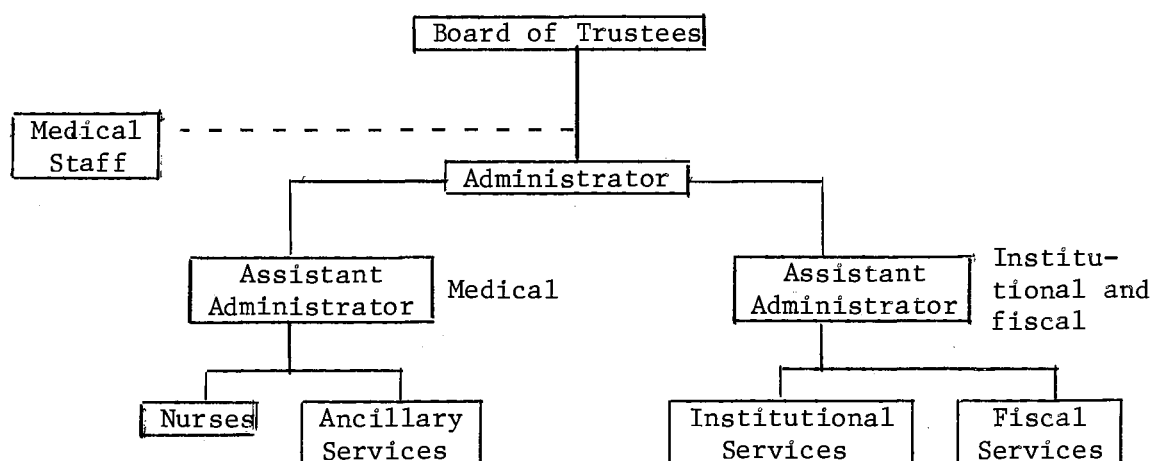 Board of Trustees
Medical
Staff
Administrator
Assistant
Administrator
Medical
Assistant
Administrator
Institu-
tional and
fiscal
Nurses
Ancillary
Services
Institutional
Services
Fiscal
Services